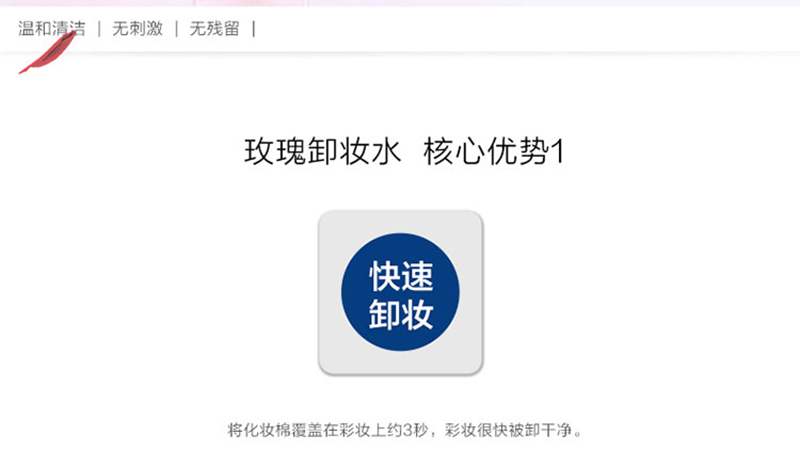 温和清洁 | 无刺激 | 无残留 |
玫瑰卸妆水 核心优势1
快速
卸妆
将化妆棉覆盖在彩妆上约3秒，彩妆很快被卸干净。